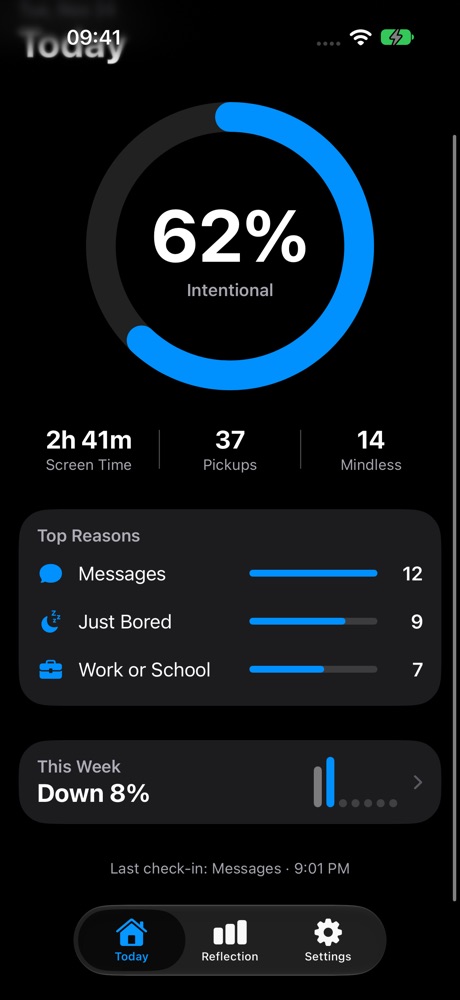 09:41
Today
62%
Intentional
2h 41m
Screen Time
37
Pickups
14
Mindless
Top Reasons
Messages
12
Just Bored
9
Work or School
7
This Week
Down 8%
Last check-in: Messages · 9:01 PM
Today
Reflection
Settings